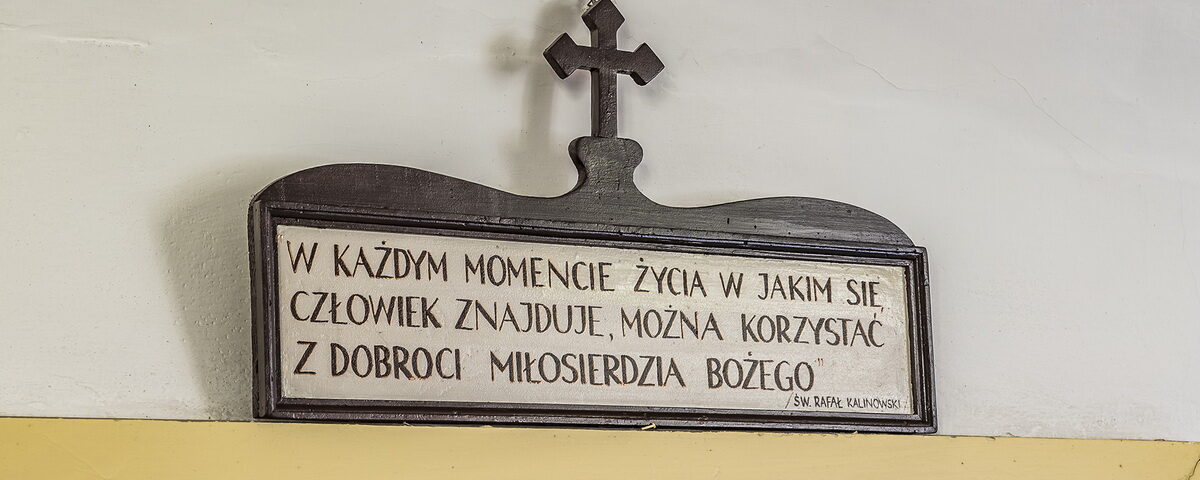 W KAŻDYM MOMENCIE ŻYCIA W JAKIM SIĘ
CZŁOWIEK ZNAJDUJE, MOŻNA KORZYSTAĆ
Z DOBROCI MIŁOSIERDZIA BOŻEGO"
/ŚW. RAFAŁ KALINOWSKI